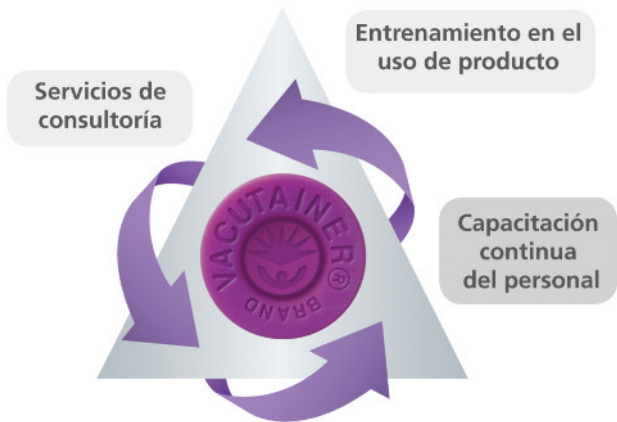 Entrenamiento en el
uso de producto
Servicios de
consultoría
VACUTAINER®
BRAND
Capacitación
continua
del personal